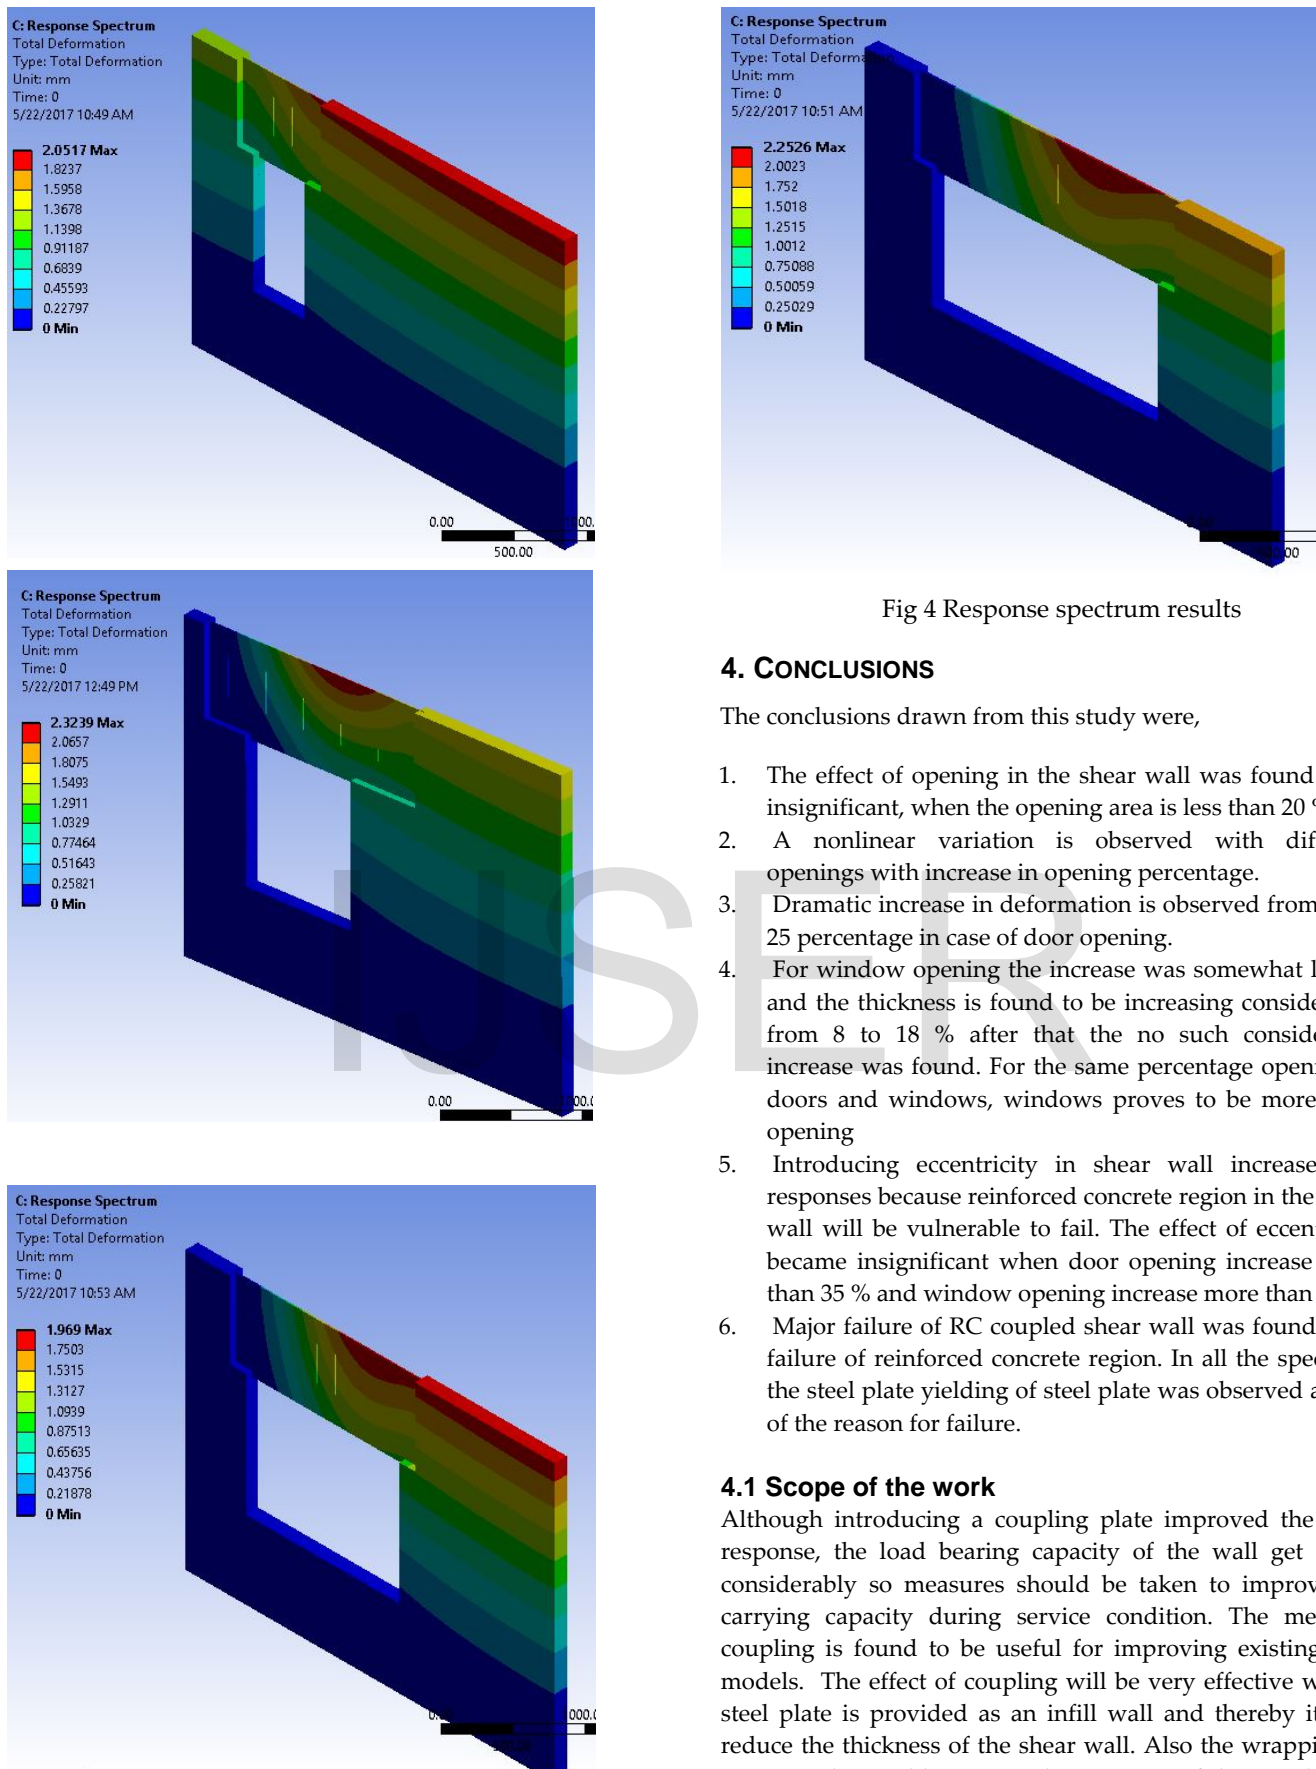 C: Response Spectrum
Total Deformation
Type: Total Deformation
Unit: mm
Time: 0
5/22/2017 10:49 AM
2.0517 Max
1.8237
1.5958
1.3678
1.1398
0.91187
0.6839
0.45593
0.22797
0 Min
0.00
500.00
C: Response Spectrum
Total Deformation
Type: Total Deformation
Unit: mm
Time: 0
5/22/2017 12:49 PM
2.3239 Max
2.0657
1.8075
1.5493
1.2911
1.0329
0.77464
0.51643
0.25821
0 Min
0.00
C: Response Spectrum
Total Deformation
Type: Total Deformation
Unit: mm
Time: 0
5/22/2017 10:53 AM
1.969 Max
1.7503
1.5315
1.3127
1.0939
0.87513
0.65635
0.43756
0.21878
0 Min
C: Response Spectrum
Total Deformation
Type: Total
Unit: mm
Time: 0
5/22/2017 10:51 AM
2.2526 Max
2.0023
1.752
1.5018
1.2515
1.0012
0.75088
0.50059
0.25029
0 Min
Fig 4 Response spectrum results
4. CONCLUSIONS
The conclusions drawn from this study were,
1. The effect of opening in the shear wall was found
insignificant, when the opening area is less than 20
2. A nonlinear variation is observed with dif
openings with increase in opening percentage.
3. Dramatic increase in deformation is observed from
25 percentage in case of door opening.
4. For window opening the increase was somewhat l
and the thickness is found to be increasing conside
from 8 to 18 % after that the no such conside
increase was found. For the same percentage openi
doors and windows, windows proves to be more
opening
5. Introducing eccentricity in shear wall increase
responses because reinforced concrete region in the
wall will be vulnerable to fail. The effect of eccent
became insignificant when door opening increase
than 35 % and window opening increase more than
6. Major failure of RC coupled shear wall was found
failure of reinforced concrete region. In all the spec
the steel plate yielding of steel plate was observed a
of the reason for failure.
4.1 Scope of the work
Although introducing a coupling plate improved the
response, the load bearing capacity of the wall get
considerably so measures should be taken to improv
carrying capacity during service condition. The me
coupling is found to be useful for improving existing
models. The effect of coupling will be very effective w
steel plate is provided as an infill wall and thereby it
reduce the thickness of the shear wall. Also the wrappi
IJSER